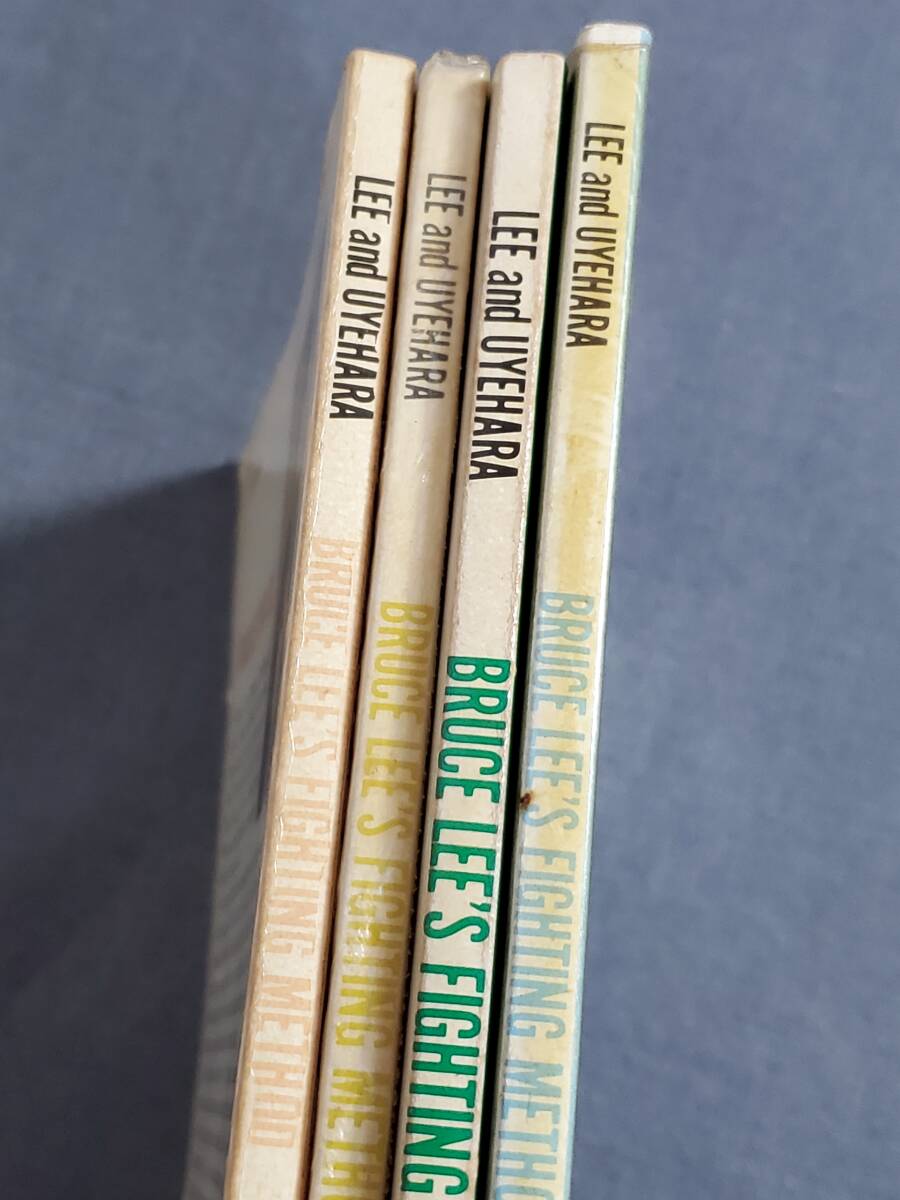 LEE and UYEHARA BRUCE LEE'S FIGHTING METHOD
LEE and UYEHARA BRUCE LEE'S FIGHTING METHO
LEE and UYEHARA BRUCE LEE'S FIGHTING
LEE and UYEHARA BRUCE LEE'S FIGHTING METHO